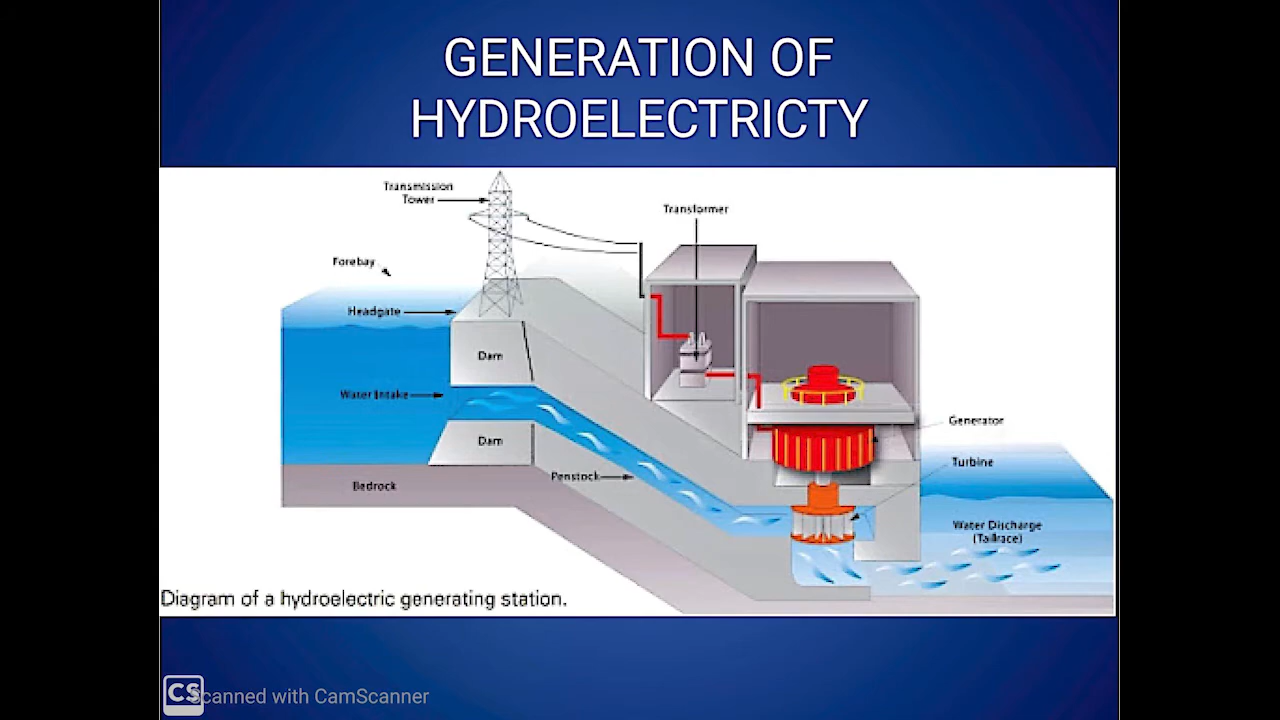 GENERATION OF
HYDROELECTRICTY
Transmission
Tower
Transformer
Forebay
Headgate
Dam
Water Intake
Generator
Dam
Turbine
Penstock
Bedrock
Water Discharge
(Tailrace)
Diagram of a hydroelectric generating station.
CS Scanned with CamScanner